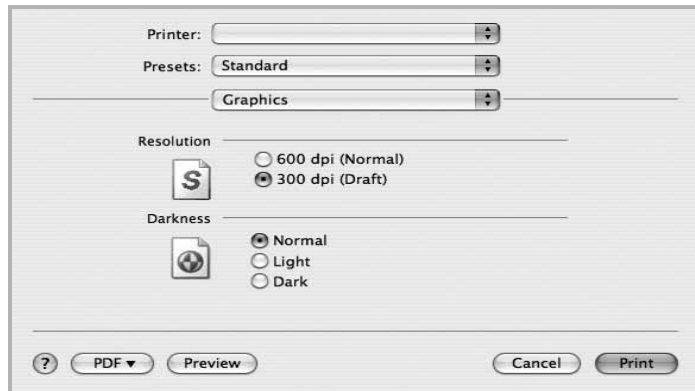 Printer:
Presets: Standard
Graphics
Resolution
600 dpi (Normal)
S
300 dpi (Draft)
Darkness
Normal
Light
Dark
? PDF▼ Preview Cancel Print